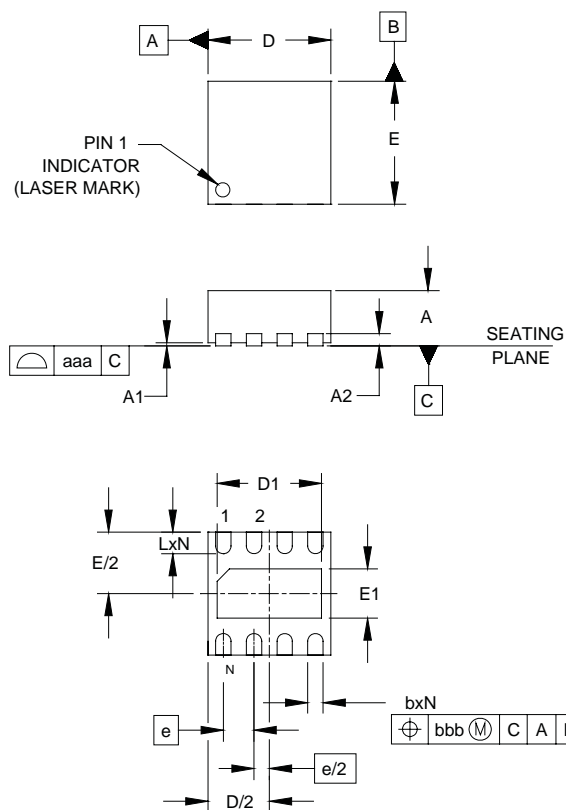 A
D
B
E
PIN 1
INDICATOR
(LASER MARK)
A
SEATING
PLANE
aaa C
A1
A2
C
D1
1 2
LxN
E/2
E1
N
bxN
e
bbb Ⓜ C A
e/2
D/2